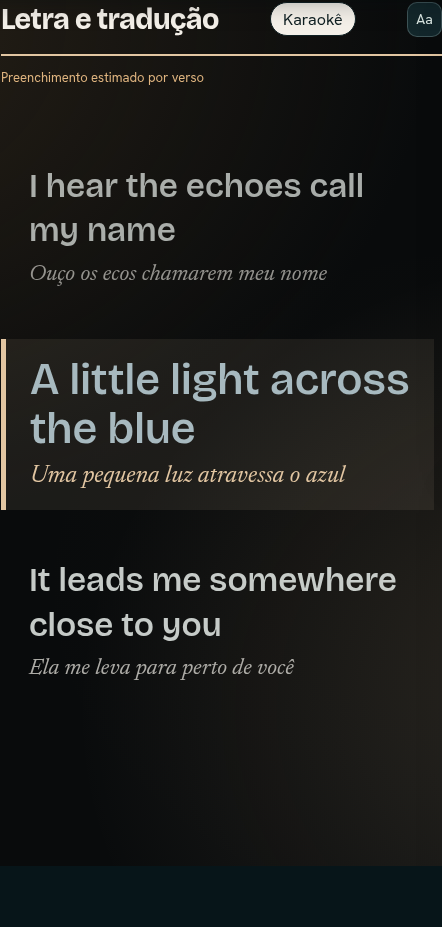 Letra e tradução
Karaokê
Aa
Preenchimento estimado por verso
I hear the echoes call
my name
Ouço os ecos chamarem meu nome
A little light across
the blue
Uma pequena luz atravessa o azul
It leads me somewhere
close to you
Ela me leva para perto de você